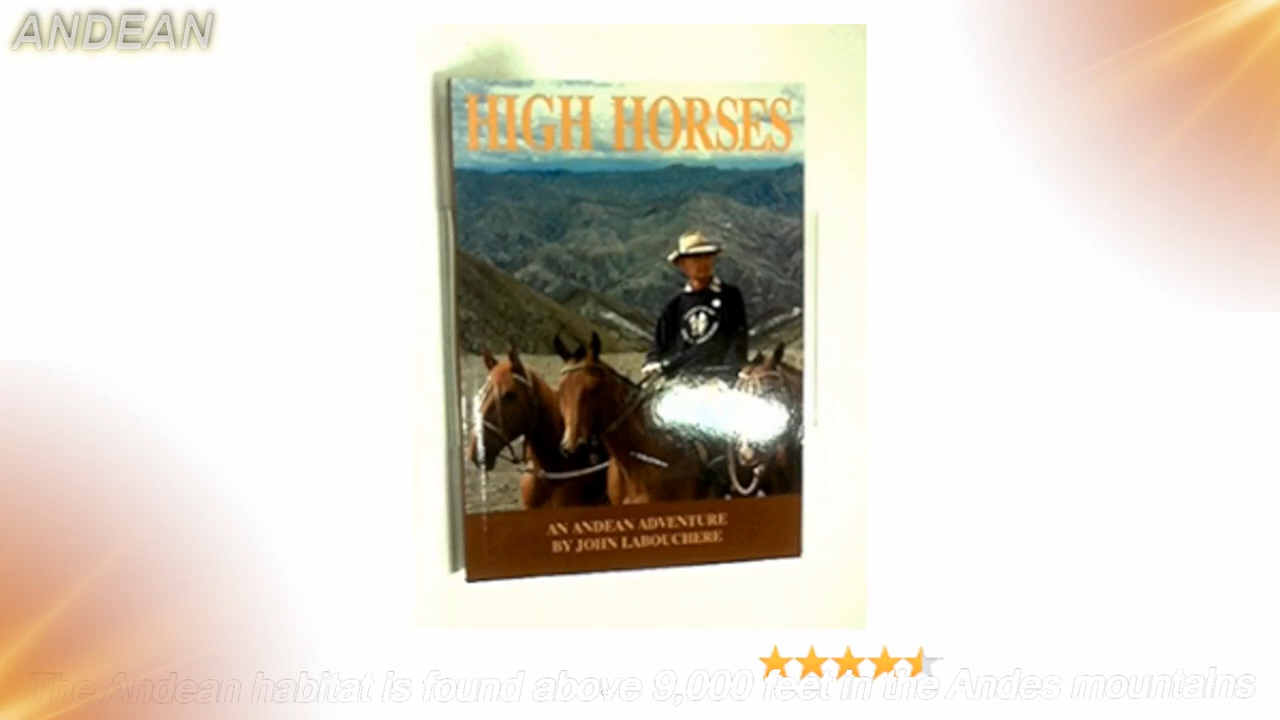 ANDEAN
HIGH HORSES
AN ANDEAN ADVENTURE
BY JOHN LABOUCHERE
The Andean habitat is found above 9,000 feet in the Andes mountains